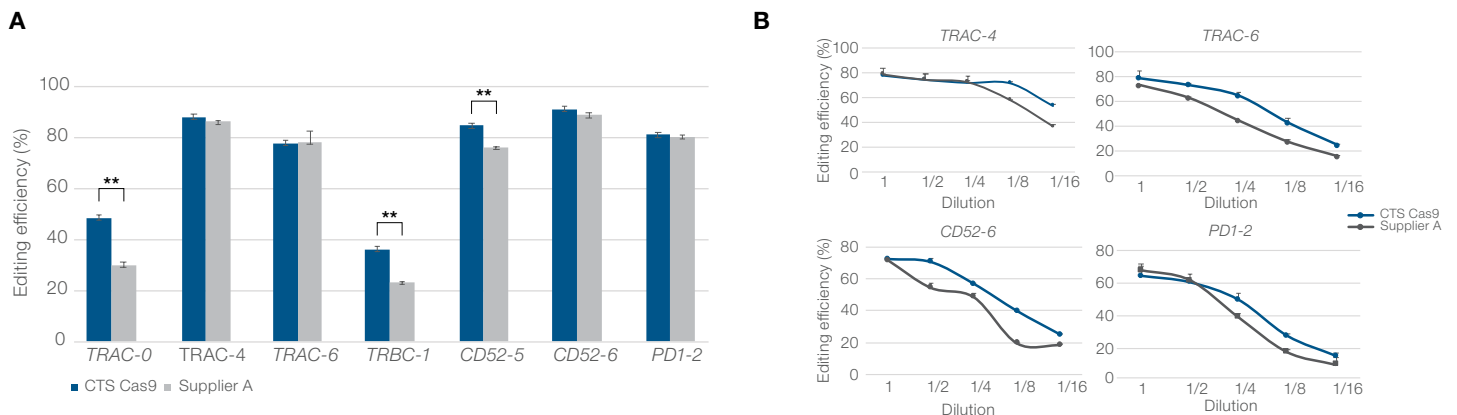 A
Editing efficiency (%)
100
80
60
40
20
0
**
**
**
TRAC-0 TRAC-4 TRAC-6 TRBC-1 CD52-5 CD52-6 PD1-2
CTS Cas9 Supplier A
B
TRAC-4
Editing efficiency (%)
100
80
60
40
20
0
1 1/2 1/4 1/8 1/16
Dilution
TRAC-6
100
80
60
40
20
0
1 1/2 1/4 1/8 1/16
Dilution
CTS Cas9
Supplier A
CD52-6
Editing efficiency (%)
80
60
40
20
0
1 1/2 1/4 1/8 1/16
Dilution
PD1-2
80
60
40
20
0
1 1/2 1/4 1/8 1/16
Dilution